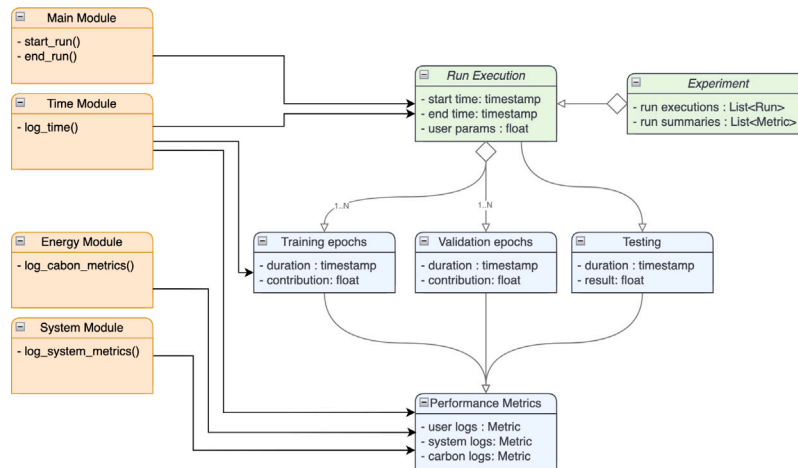 Main Module
- start_run()
- end_run()
Time Module
- log_time()
Energy Module
- log_cabon_metrics()
System Module
- log_system_metrics()
Run Execution
- start time: timestamp
- end time: timestamp
- user params : float
Experiment
- run executions : List<Run>
- run summaries : List<Metric>
1..N
1..N
Training epochs
- duration : timestamp
- contribution: float
Validation epochs
- duration : timestamp
- contribution: float
Testing
- duration : timestamp
- result: float
Performance Metrics
- user logs : Metric
- system logs: Metric
- carbon logs: Metric